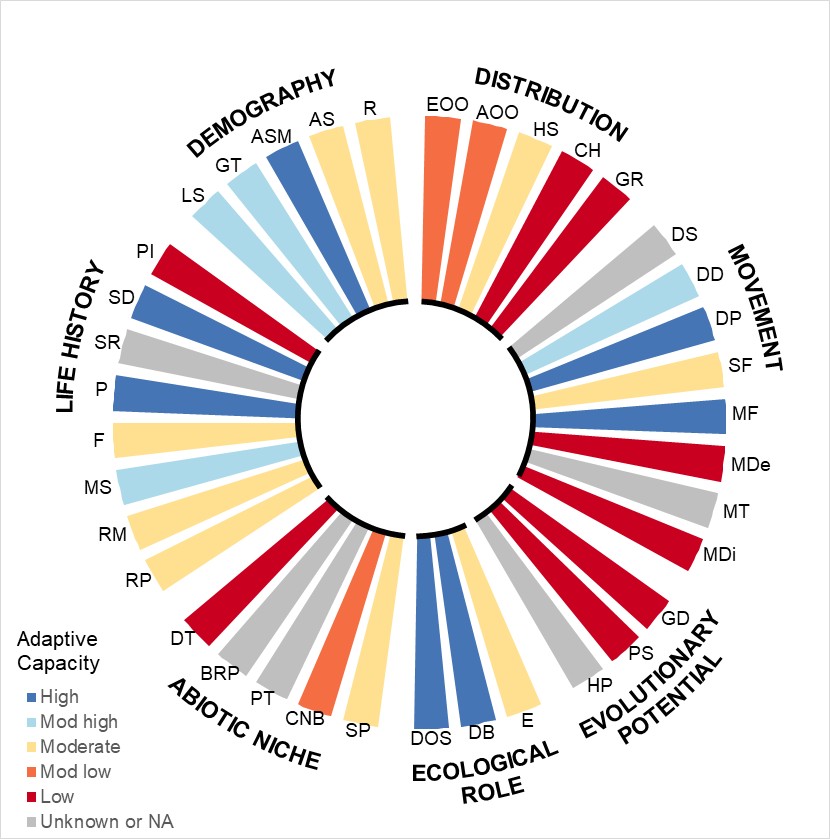 DEMOGRAPHY
DISTRIBUTION
MOVEMENT
EVOLUTIONARY
POTENTIAL
ECOLOGICAL
ROLE
ABIOTIC NICHE
LIFE HISTORY
EOO
AOO
HS
CH
GR
DS
DD
DP
SF
MF
MDe
MT
MDi
GD
PS
HP
E
DB
DOS
SP
CNB
PT
BRP
DT
RP
RM
MS
F
P
SR
SD
PI
LS
GT
ASM
AS
R
Adaptive
Capacity
High
Mod high
Moderate
Mod low
Low
Unknown or NA